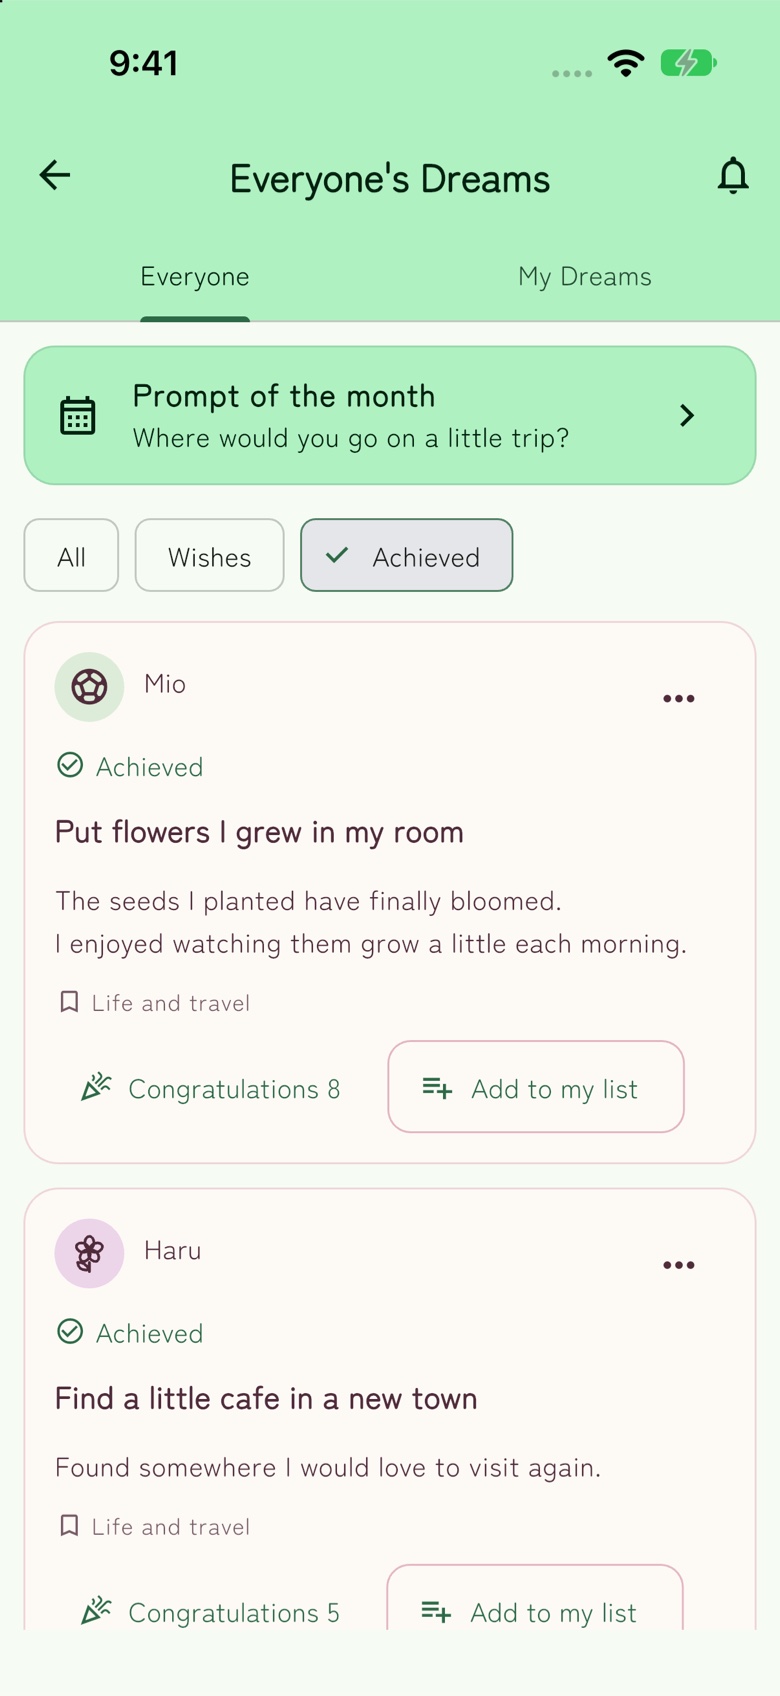 9:41
Everyone's Dreams
Everyone
My Dreams
Prompt of the month
Where would you go on a little trip?
All
Wishes
Achieved
Mio
Achieved
Put flowers I grew in my room
The seeds I planted have finally bloomed.
I enjoyed watching them grow a little each morning.
Life and travel
Congratulations 8
Add to my list
Haru
Achieved
Find a little cafe in a new town
Found somewhere I would love to visit again.
Life and travel
Congratulations 5
Add to my list